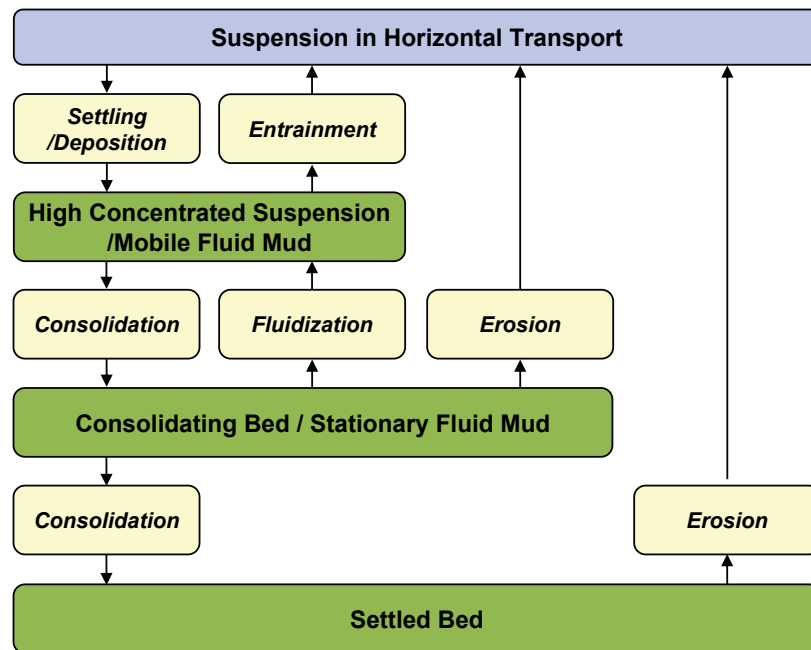 Suspension in Horizontal Transport
Settling
/Deposition
Entrainment
High Concentrated Suspension
/Mobile Fluid Mud
Consolidation
Fluidization
Erosion
Consolidating Bed / Stationary Fluid Mud
Consolidation
Erosion
Settled Bed